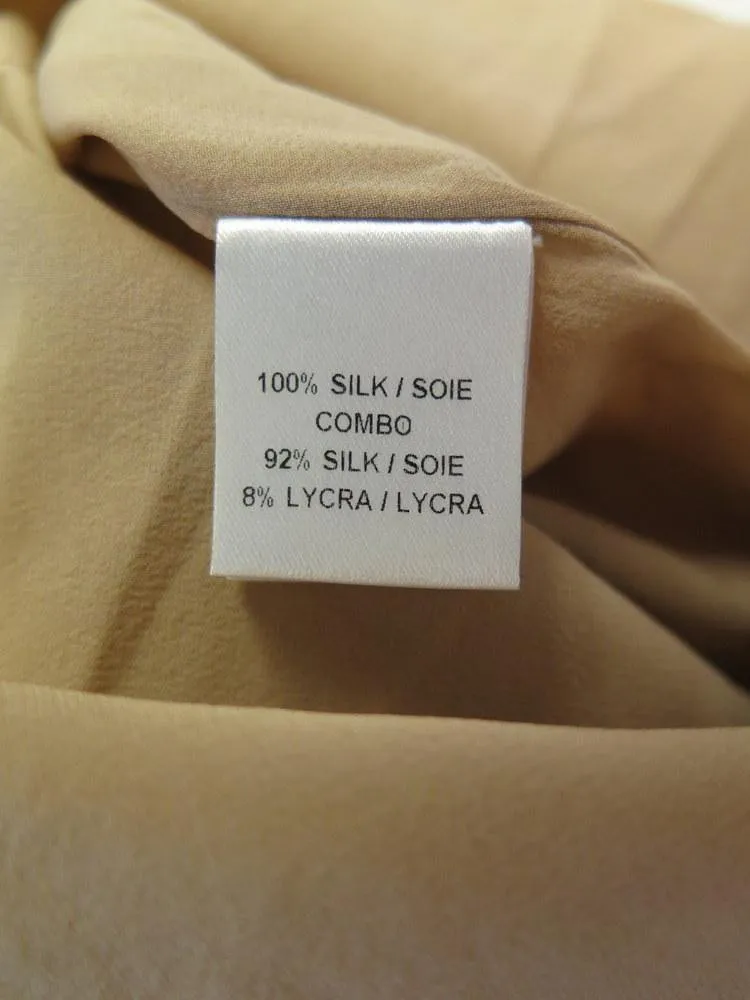 100% SILK / SOIE
COMBO
92% SILK / SOIE
8% LYCRA / LYCRA